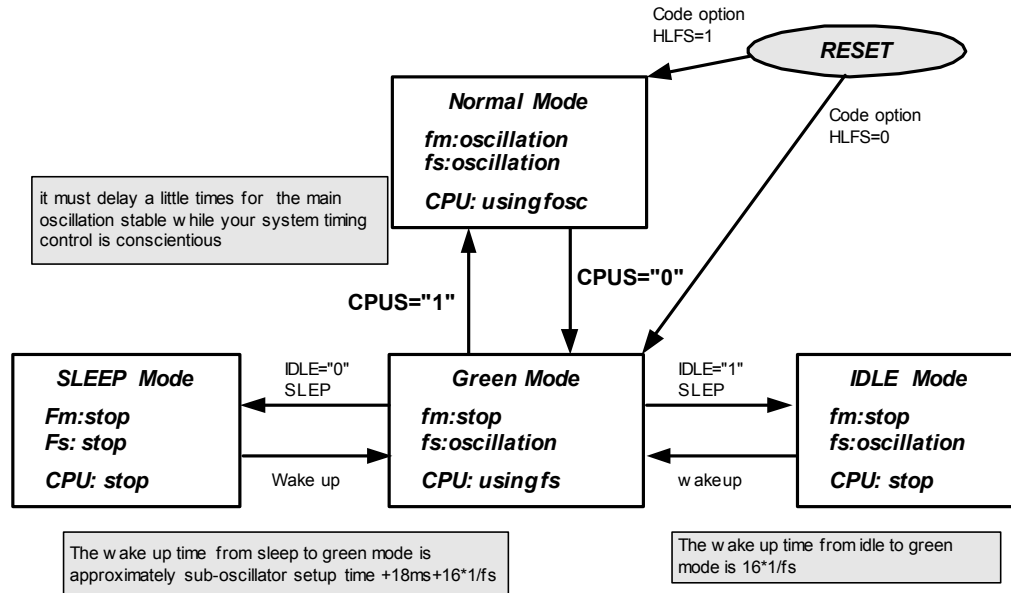 Code option
HLFS=1
RESET
Normal Mode
fm:oscillation
fs:oscillation
CPU: using fosc
Code option
HLFS=0
it must delay a little times for the main
oscillation stable while your system timing
control is conscientious
CPUS="1"
CPUS="0"
SLEEP Mode
Fm:stop
Fs: stop
CPU: stop
IDLE="0"
SLEP
Wake up
Green Mode
fm:stop
fs:oscillation
CPU: using fs
IDLE="1"
SLEP
wakeup
IDLE Mode
fm:stop
fs:oscillation
CPU: stop
The wake up time from sleep to green mode is
approximately sub-oscillator setup time +18ms+16*1/fs
The wake up time from idle to green
mode is 16*1/fs